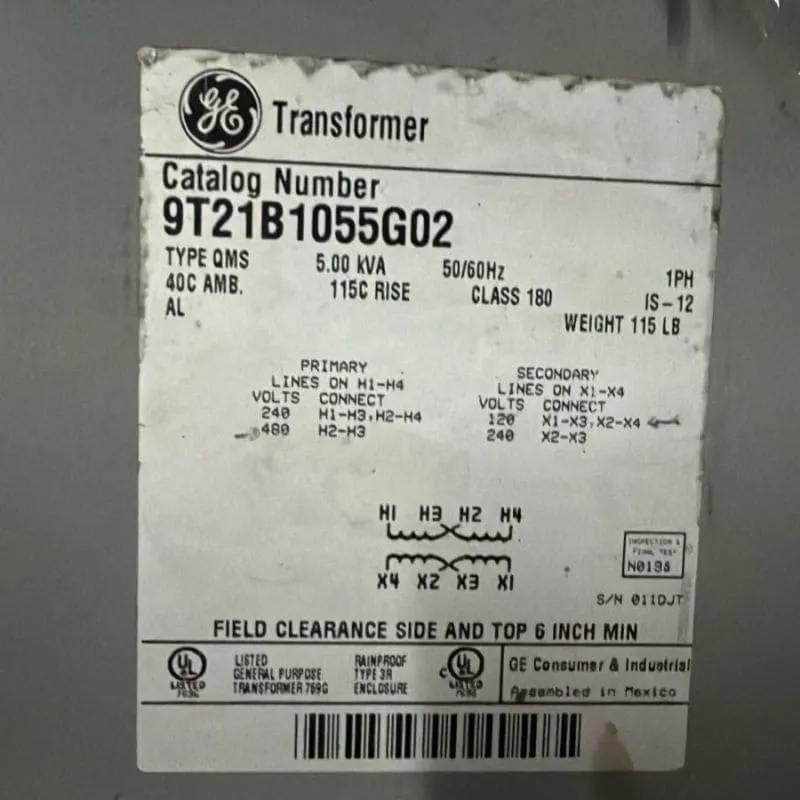 GE Transformer
Catalog Number
9T21B1055G02
TYPE QMS 5.00 KVA 50/60Hz 1PH
40C AMB. 115C RISE CLASS 180 IS-12
AL WEIGHT 115 LB
PRIMARY
LINES ON H1-H4
VOLTS CONNECT
240 H1-H3,H2-H4
480 H2-H3
SECONDARY
LINES ON X1-X4
VOLTS CONNECT
120 X1-X3,X2-X4
240 X2-X3
H1 H3 H2 H4
X4 X2 X3 X1
INSPECTION &
FINAL TEST
S/N 011DJT
FIELD CLEARANCE SIDE AND TOP 6 INCH MIN
UL LISTED
LISTED
GENERAL PURPOSE
TRANSFORMER 769G
RAINPROOF
TYPE 3R
ENCLOSURE
c UL LISTED
GE Consumer & Industrial
Assembled in Mexico